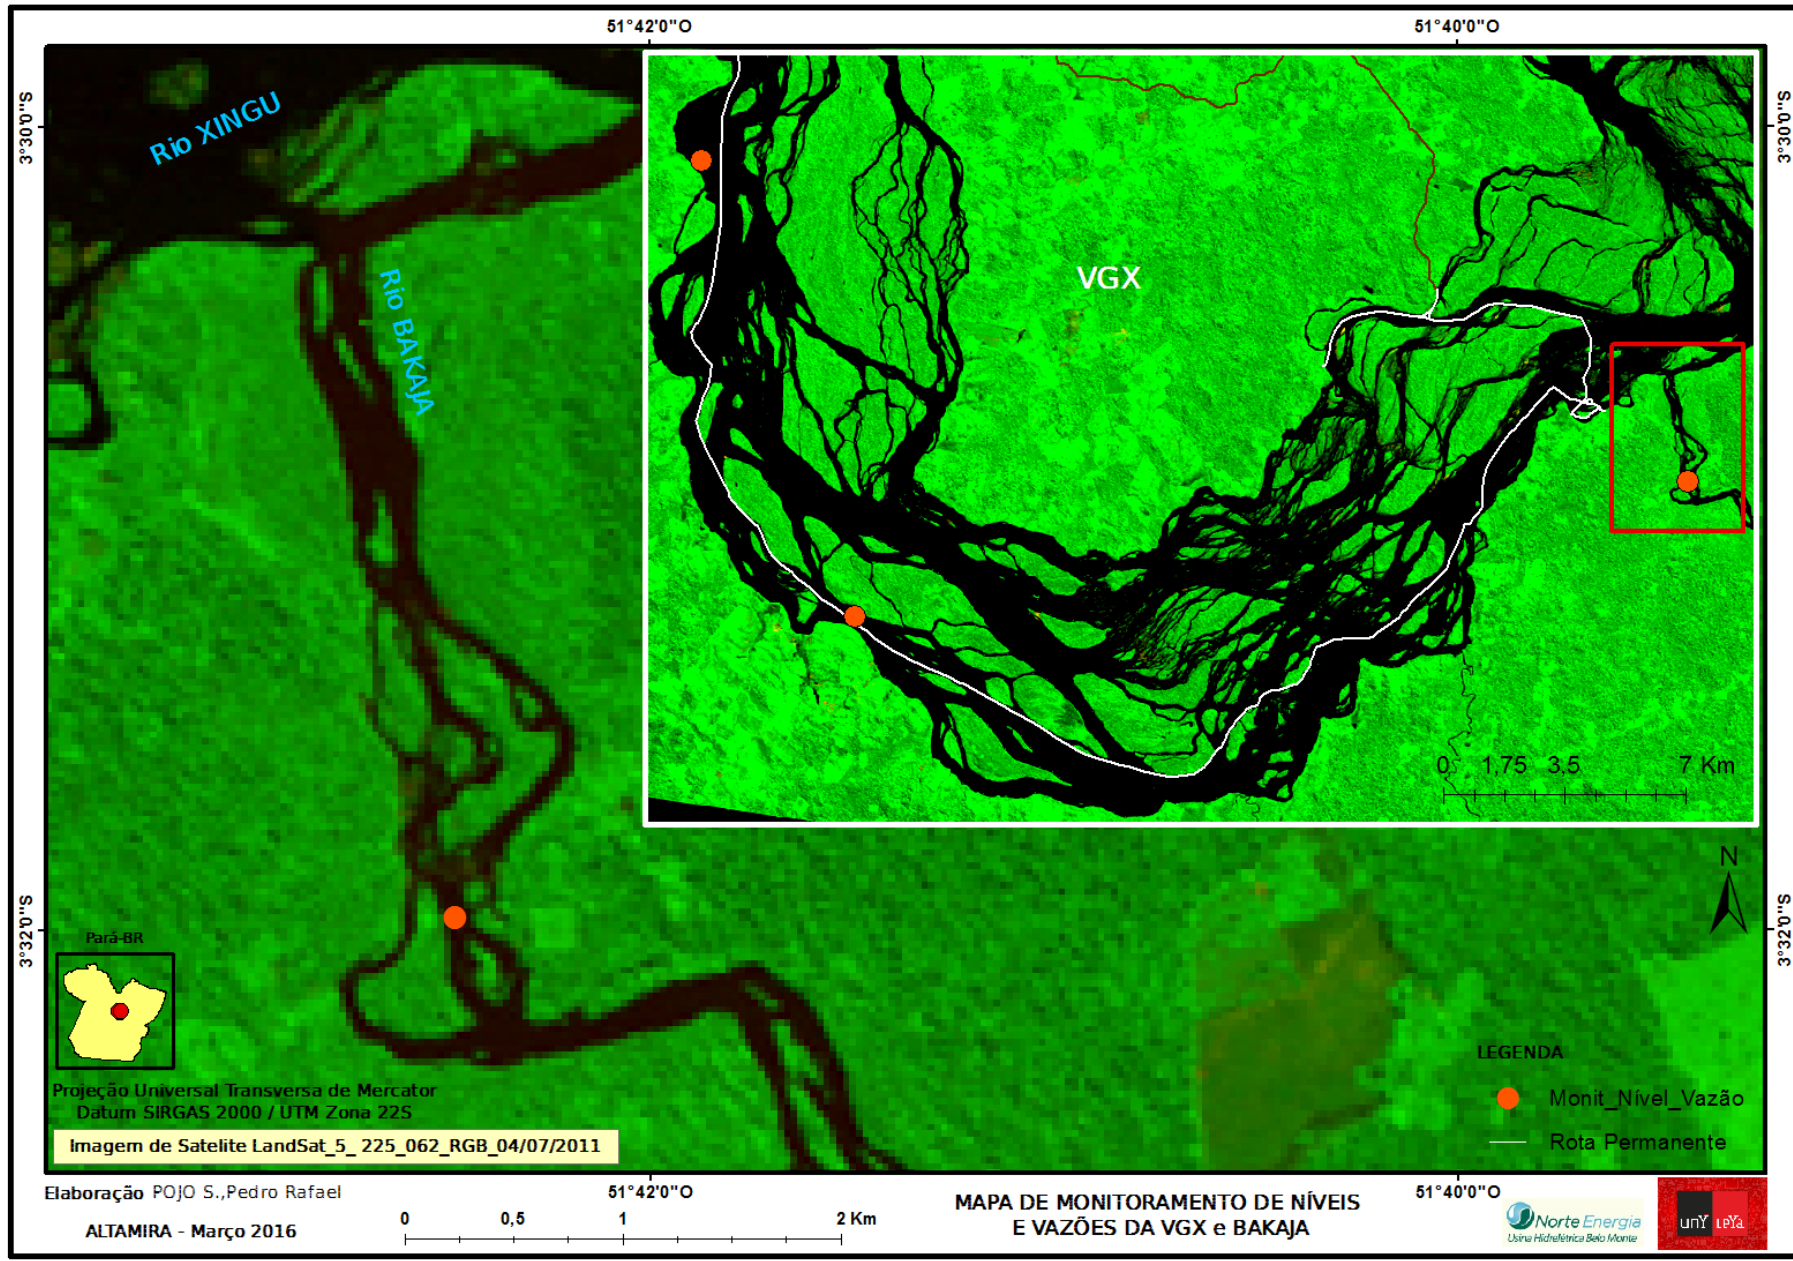 51°42'0"O
51°40'0"O
3°30'0"S
3°30'0"S
Rio XINGU
Rio BAKAJA
VGX
0 1,75 3,5 7 Km
N
3°32'0"S
3°32'0"S
Pará-BR
Projeção Universal Transversa de Mercator
Datum SIRGAS 2000 / UTM Zona 22S
Imagem de Satelite LandSat_5_ 225_062_RGB_04/07/2011
LEGENDA
Monit_Nível_Vazão
Rota Permanente
51°42'0"O
51°40'0"O
Elaboração POJO S.,Pedro Rafael
ALTAMIRA - Março 2016
0 0,5 1 2 Km
MAPA DE MONITORAMENTO DE NÍVEIS
E VAZÕES DA VGX e BAKAJA
Norte Energia
Usina Hidrelétrica Belo Monte
unY LPYa